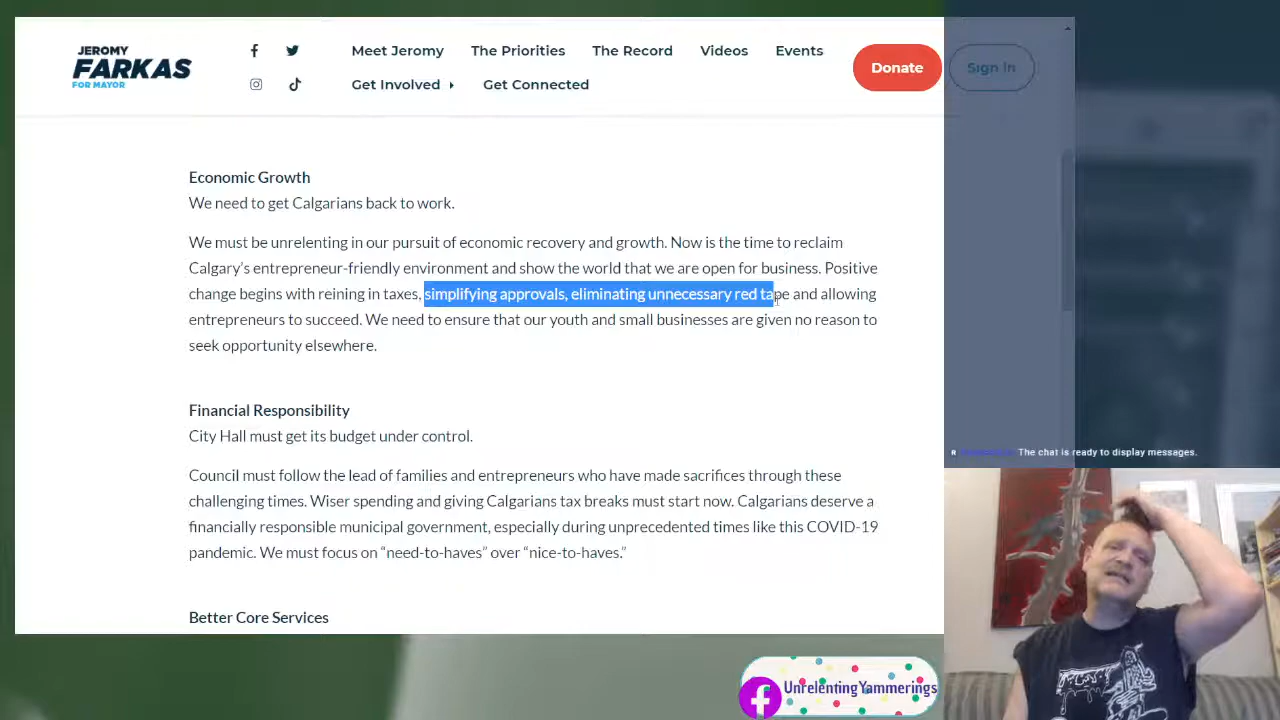 JEROMY
FARKAS
FOR MAYOR
Meet Jeromy
The Priorities
The Record
Videos
Events
Get Involved
Get Connected
Donate
Sign In
Economic Growth
We need to get Calgarians back to work.
We must be unrelenting in our pursuit of economic recovery and growth. Now is the time to reclaim
Calgary’s entrepreneur-friendly environment and show the world that we are open for business. Positive
change begins with reining in taxes, simplifying approvals, eliminating unnecessary red tape and allowing
entrepreneurs to succeed. We need to ensure that our youth and small businesses are given no reason to
seek opportunity elsewhere.
Financial Responsibility
City Hall must get its budget under control.
Council must follow the lead of families and entrepreneurs who have made sacrifices through these
challenging times. Wiser spending and giving Calgarians tax breaks must start now. Calgarians deserve a
financially responsible municipal government, especially during unprecedented times like this COVID-19
pandemic. We must focus on “need-to-haves” over “nice-to-haves.”
Better Core Services
The chat is ready to display messages.
UnrelentingYammerings